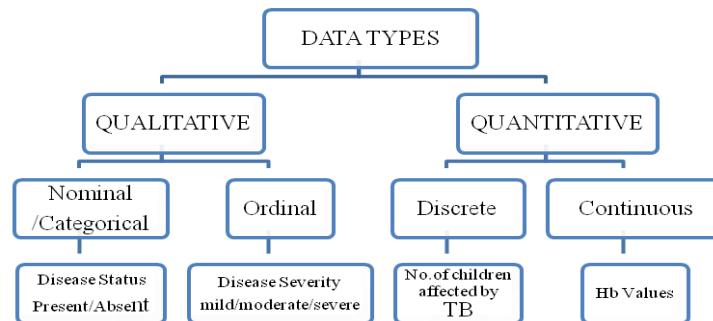 DATA TYPES
QUALITATIVE
QUANTITATIVE
Nominal
/Categorical
Ordinal
Discrete
Continuous
Disease Status
Present/Absent
Disease Severity
mild/moderate/severe
No. of children
affected by
TB
Hb Values